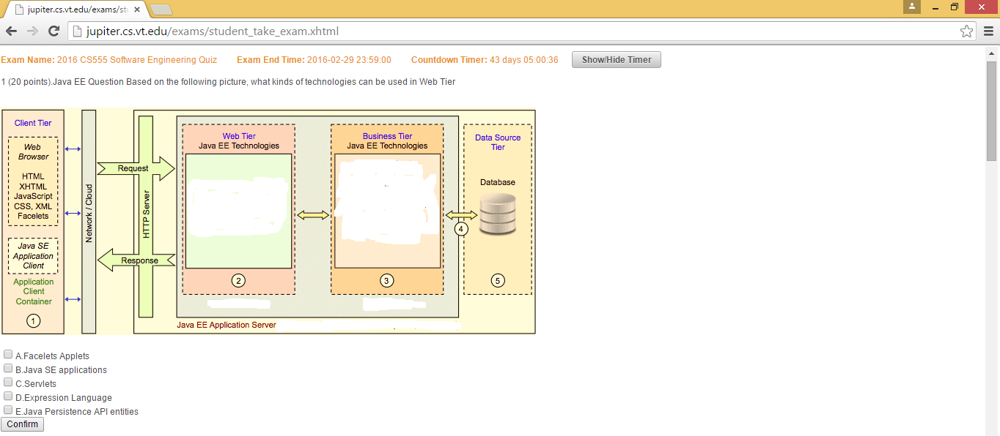 jupiter.cs.vt.edu/exams/stu
jupiter.cs.vt.edu/exams/student_take_exam.xhtml
Exam Name: 2016 CS555 Software Engineering Quiz Exam End Time: 2016-02-29 23:59:00 Countdown Timer: 43 days 05:00:36 Show/Hide Timer
1 (20 points).Java EE Question Based on the following picture, what kinds of technologies can be used in Web Tier
Client Tier
Web
Browser
HTML
XHTML
JavaScript
CSS, XML
Facelets
Java SE
Application
Client
Application
Client
Container
1
Network / Cloud
Request
Response
HTTP Server
Web Tier
Java EE Technologies
2
Business Tier
Java EE Technologies
3
4
Data Source
Tier
Database
5
Java EE Application Server
A.Facelets Applets
B.Java SE applications
C.Servlets
D.Expression Language
E.Java Persistence API entities
Confirm